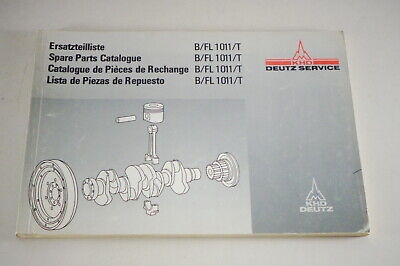 Ersatzteilliste B/FL 1011/T
Spare Parts Catalogue B/FL 1011/T
Catalogue de Pièces de Rechange B/FL 1011/T
Lista de Piezas de Repuesto B/FL 1011/T
KHD
DEUTZ SERVICE
KHD
DEUTZ